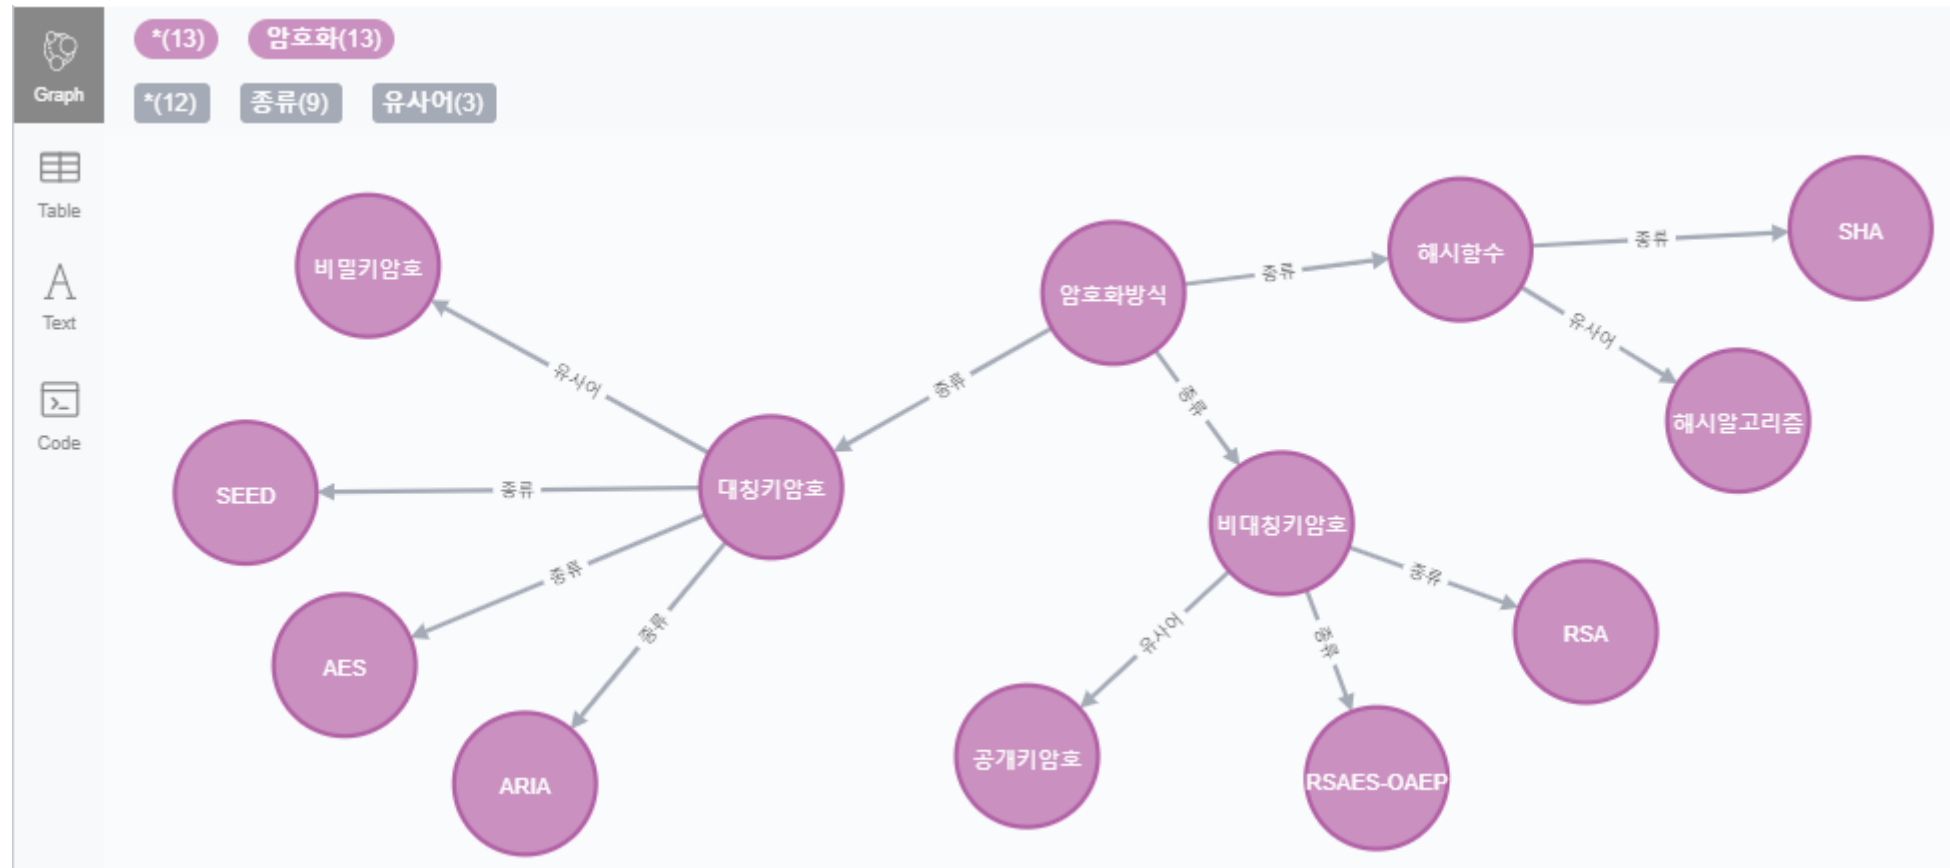 *(13) 암호화(13)
*(12) 종류(9) 유사어(3)
Graph
Table
Text
Code
비밀키암호
유사어
SEED
종류
AES
종류
ARIA
종류
대칭키암호
종류
암호화방식
종류
해시함수
종류
SHA
유사어
해시알고리즘
종류
비대칭키암호
종류
RSA
유사어
공개키암호
종류
RSAES-OAEP